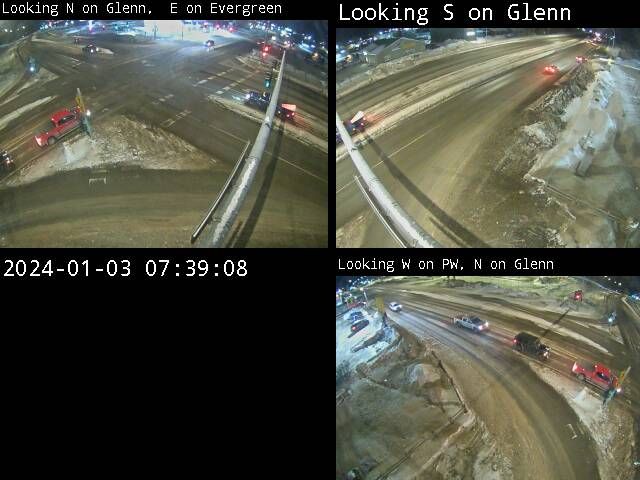 Looking N on Glenn,  E on Evergreen
Looking S on Glenn
2024-01-03 07:39:08
Looking W on PW, N on Glenn